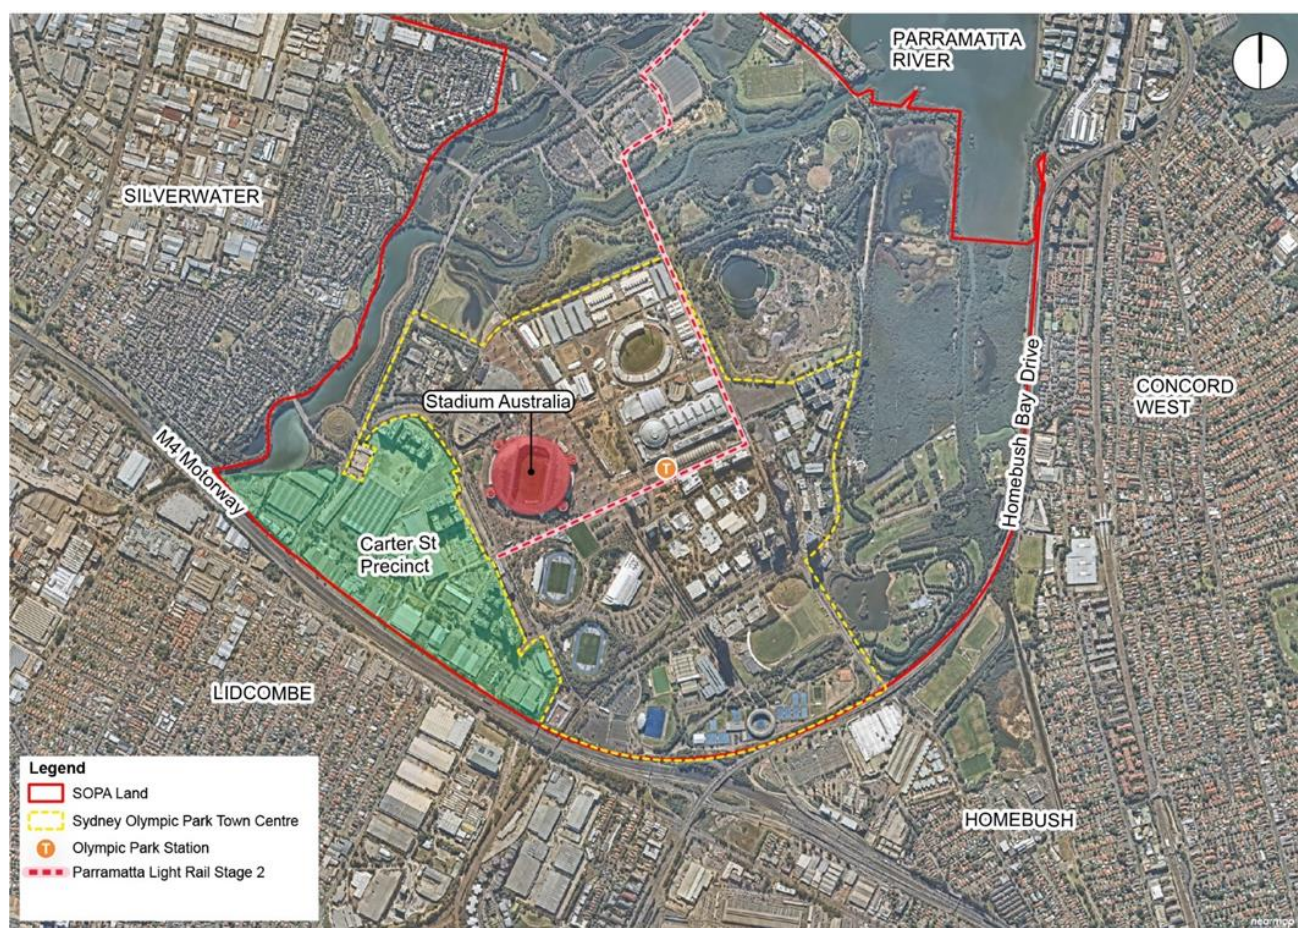 PARRAMATTA
RIVER
SILVERWATER
Homebush Bay Drive
CONCORD
WEST
Stadium Australia
M4 Motorway
T
Carter St
Precinct
LIDCOMBE
HOMEBUSH
Legend
SOPA Land
Sydney Olympic Park Town Centre
T
Olympic Park Station
Parramatta Light Rail Stage 2
nearmap